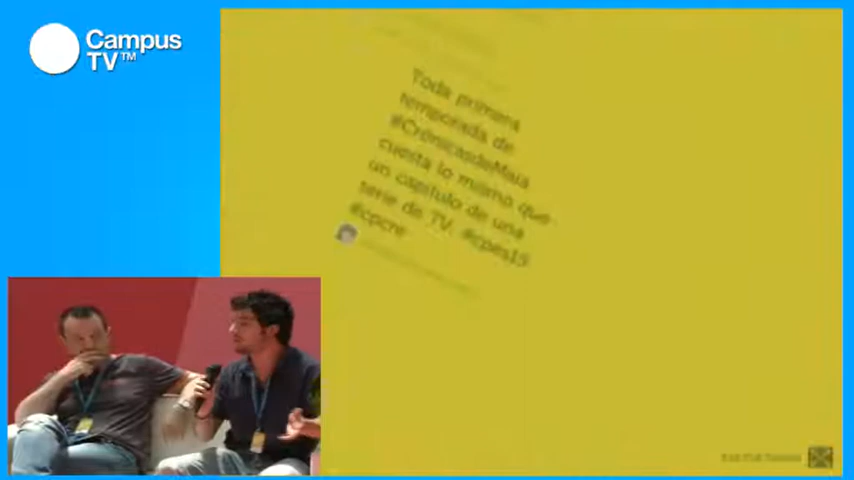 Campus
TV™
Toda primera
temporada de
#CrónicasdeMaia
cuesta lo mismo que
un capítulo de una
serie de TV. #cpes15
#cpcre